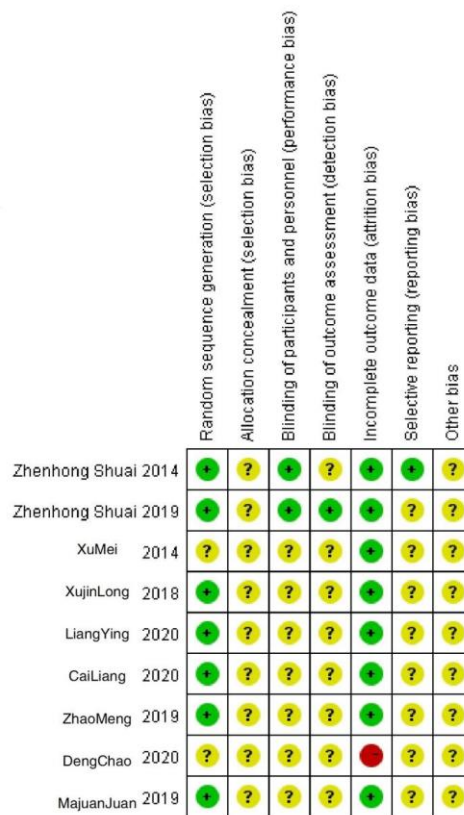 Random sequence generation (selection bias)
Allocation concealment (selection bias)
Blinding of participants and personnel (performance bias)
Blinding of outcome assessment (detection bias)
Incomplete outcome data (attrition bias)
Selective reporting (reporting bias)
Other bias
Zhenhong Shuai 2014 + ? + ? + + ?
Zhenhong Shuai 2019 + ? + + + ? ?
XuMei 2014 ? ? ? ? + ? ?
XujinLong 2018 + ? ? ? + ? ?
LiangYing 2020 + ? ? ? + ? ?
CaiLiang 2020 + ? ? ? + ? ?
ZhaoMeng 2019 + ? ? ? + ? ?
DengChao 2020 ? ? ? ? - ? ?
MajuanJuan 2019 + ? ? ? + ? ?